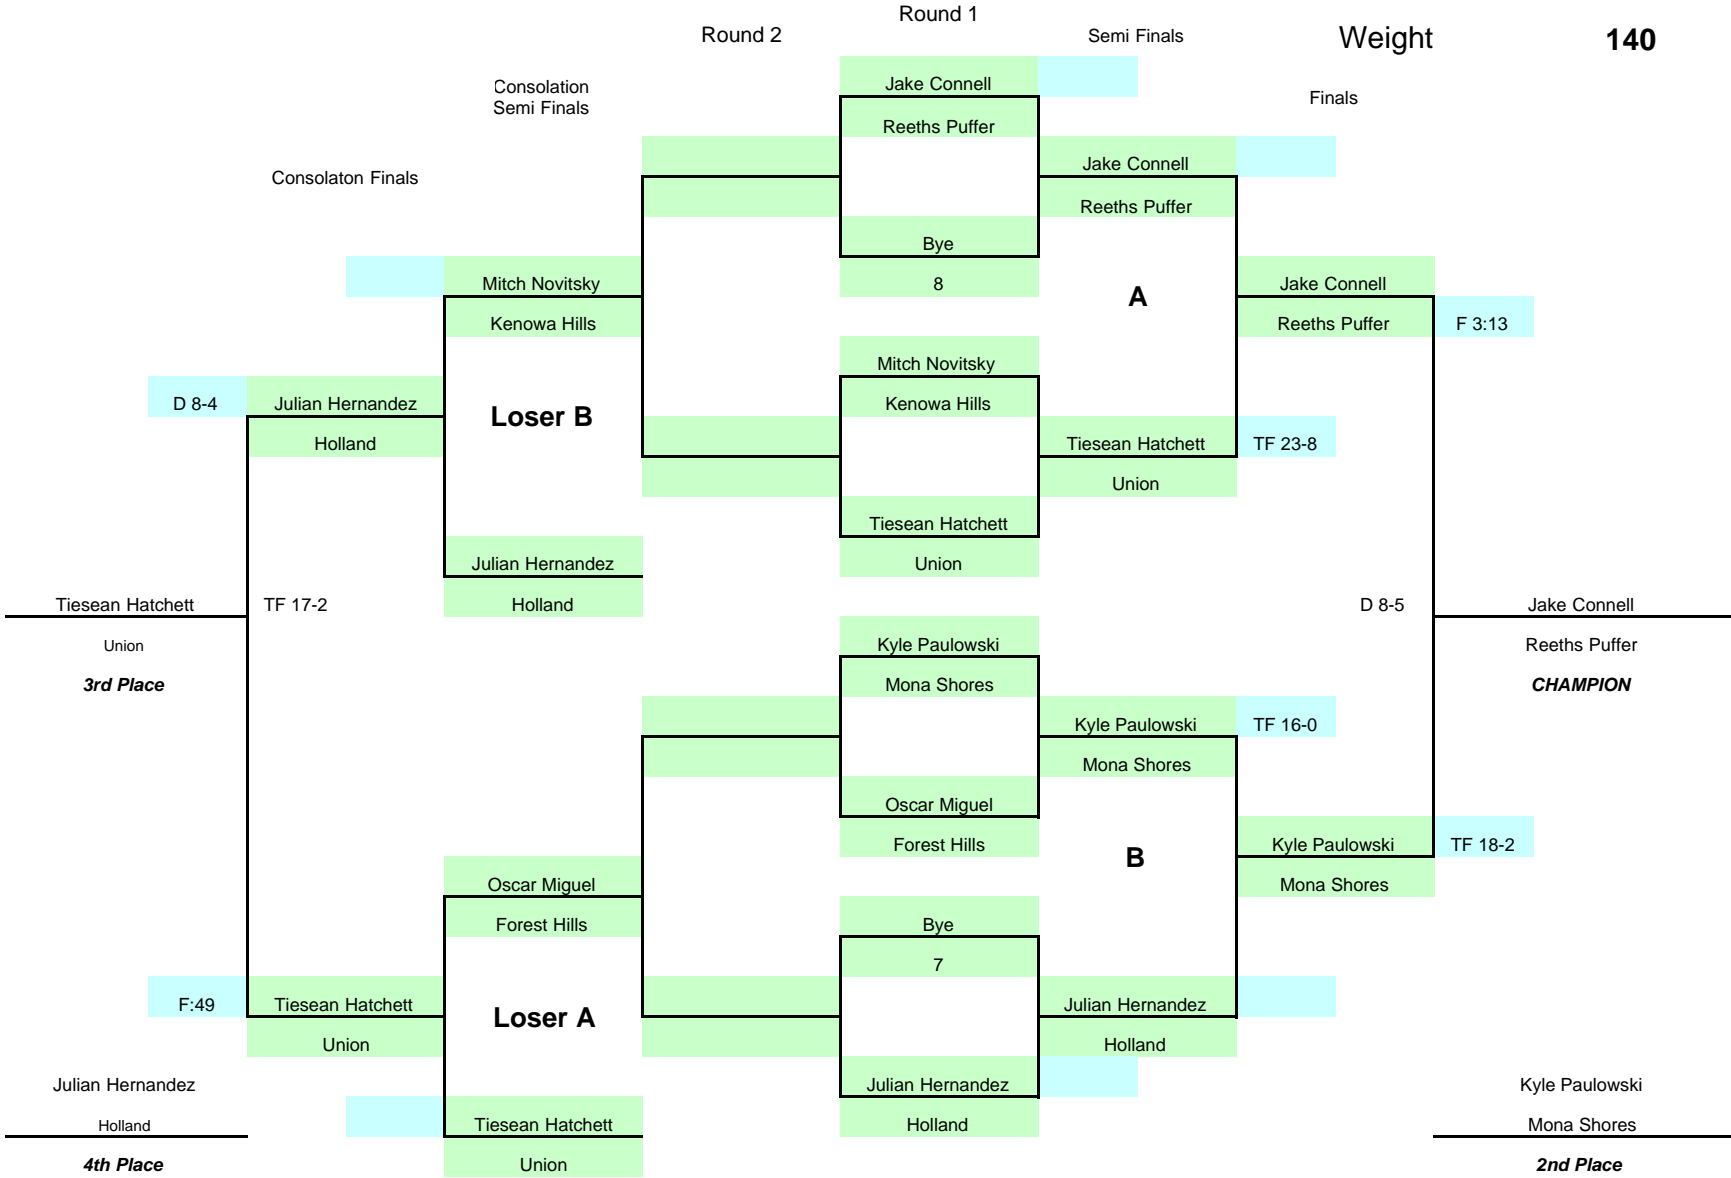 Round 1
Round 2
Semi Finals
Weight
140
Consolation
Semi Finals
Jake Connell
Finals
Reeths Puffer
Jake Connell
Consolaton Finals
Reeths Puffer
Bye
Mitch Novitsky
8
A
Jake Connell
Kenowa Hills
Reeths Puffer
F 3:13
Mitch Novitsky
D 8-4
Julian Hernandez
Loser B
Kenowa Hills
Holland
Tiesean Hatchett
TF 23-8
Union
Tiesean Hatchett
Julian Hernandez
Union
Tiesean Hatchett
TF 17-2
Holland
D 8-5
Jake Connell
Union
Kyle Paulowski
Reeths Puffer
3rd Place
Mona Shores
CHAMPION
Kyle Paulowski
TF 16-0
Mona Shores
Oscar Miguel
Forest Hills
B
Kyle Paulowski
TF 18-2
Oscar Miguel
Mona Shores
Forest Hills
Bye
7
F:49
Tiesean Hatchett
Loser A
Julian Hernandez
Union
Holland
Julian Hernandez
Julian Hernandez
Kyle Paulowski
Holland
Tiesean Hatchett
Holland
Mona Shores
4th Place
Union
2nd Place